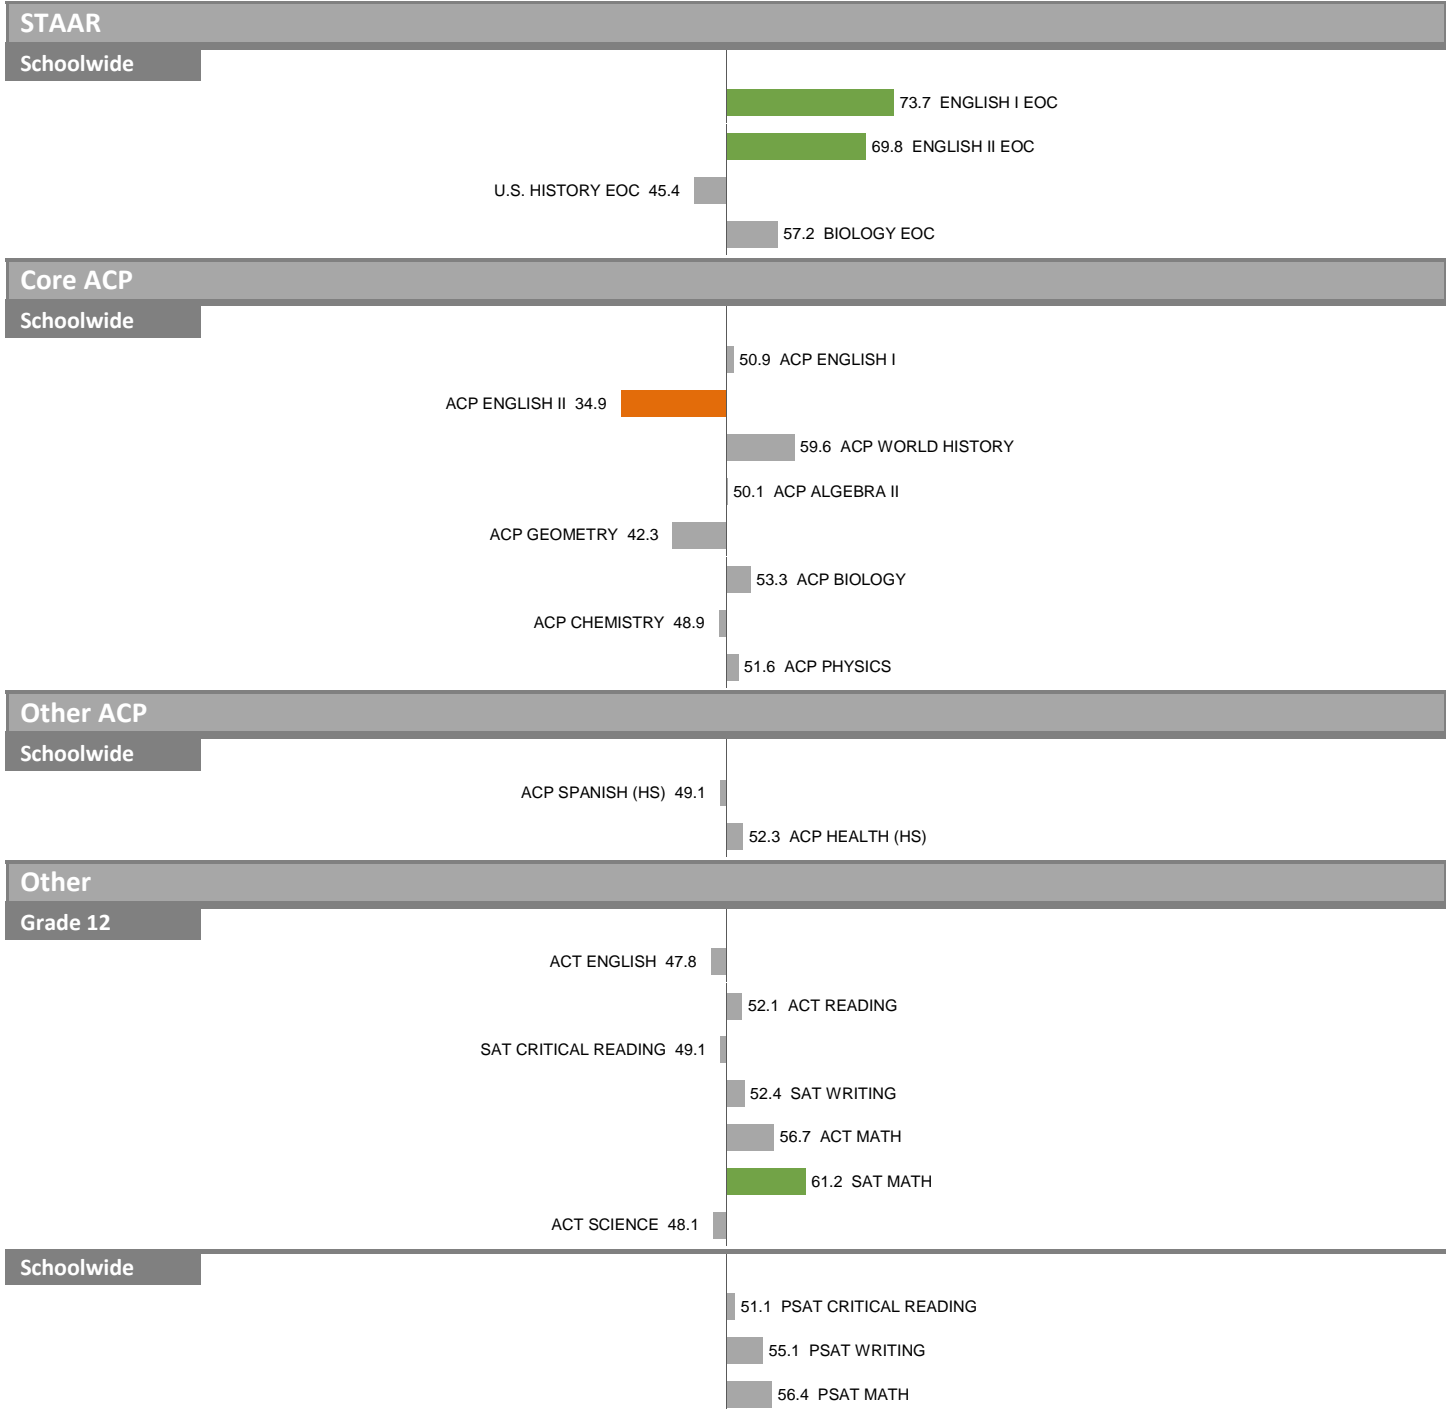 STAAR
Schoolwide
73.7 ENGLISH I EOC
69.8 ENGLISH II EOC
U.S. HISTORY EOC 45.4
57.2 BIOLOGY EOC
Core ACP
Schoolwide
50.9 ACP ENGLISH I
ACP ENGLISH II 34.9
59.6 ACP WORLD HISTORY
50.1 ACP ALGEBRA II
ACP GEOMETRY 42.3
53.3 ACP BIOLOGY
ACP CHEMISTRY 48.9
51.6 ACP PHYSICS
Other ACP
Schoolwide
ACP SPANISH (HS) 49.1
52.3 ACP HEALTH (HS)
Other
Grade 12
ACT ENGLISH 47.8
52.1 ACT READING
SAT CRITICAL READING 49.1
52.4 SAT WRITING
56.7 ACT MATH
61.2 SAT MATH
ACT SCIENCE 48.1
Schoolwide
51.1 PSAT CRITICAL READING
55.1 PSAT WRITING
56.4 PSAT MATH